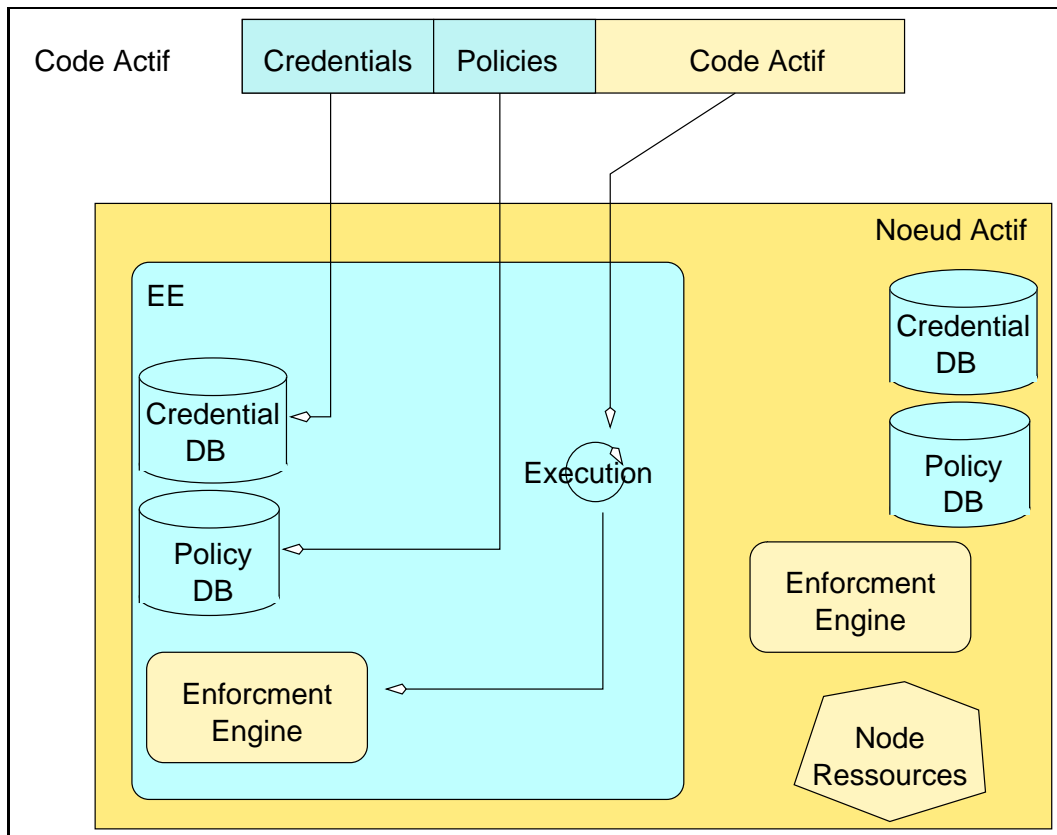 Code Actif
Credentials
Policies
Code Actif
Noeud Actif
EE
Credential
DB
Credential
DB
Policy
DB
Execution
Policy
DB
Enforcment
Engine
Enforcment
Engine
Node
Ressources